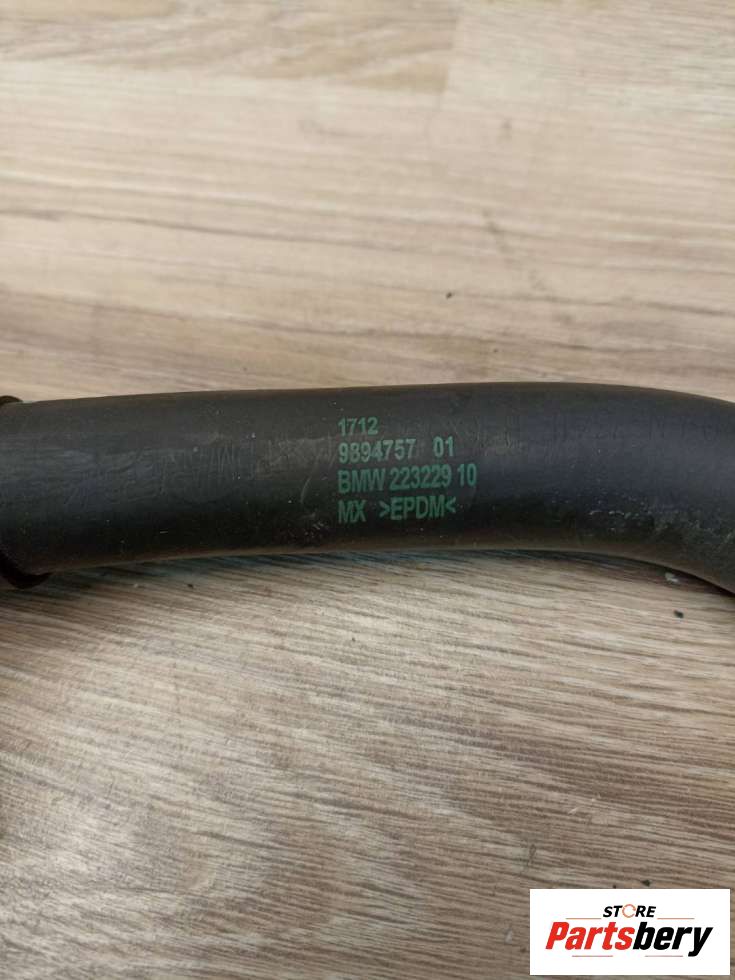 1712
9894757 01
BMW 223229 10
MX >EPDM<
STORE
Partsbery